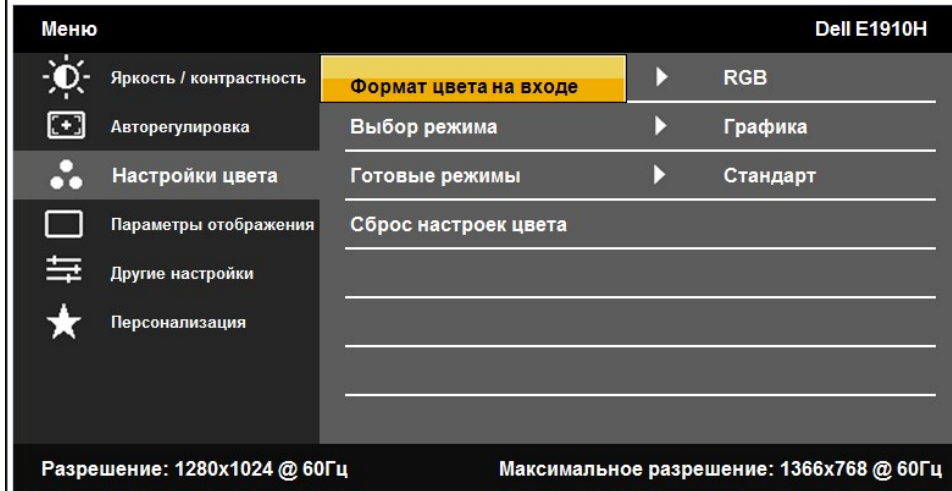 Меню Dell E1910H
Яркость / контрастность Формат цвета на входе RGB
Авторегулировка Выбор режима Графика
Настройки цвета Готовые режимы Стандарт
Параметры отображения Сброс настроек цвета
Другие настройки
Персонализация
Разрешение: 1280x1024 @ 60Гц Максимальное разрешение: 1366x768 @ 60Гц